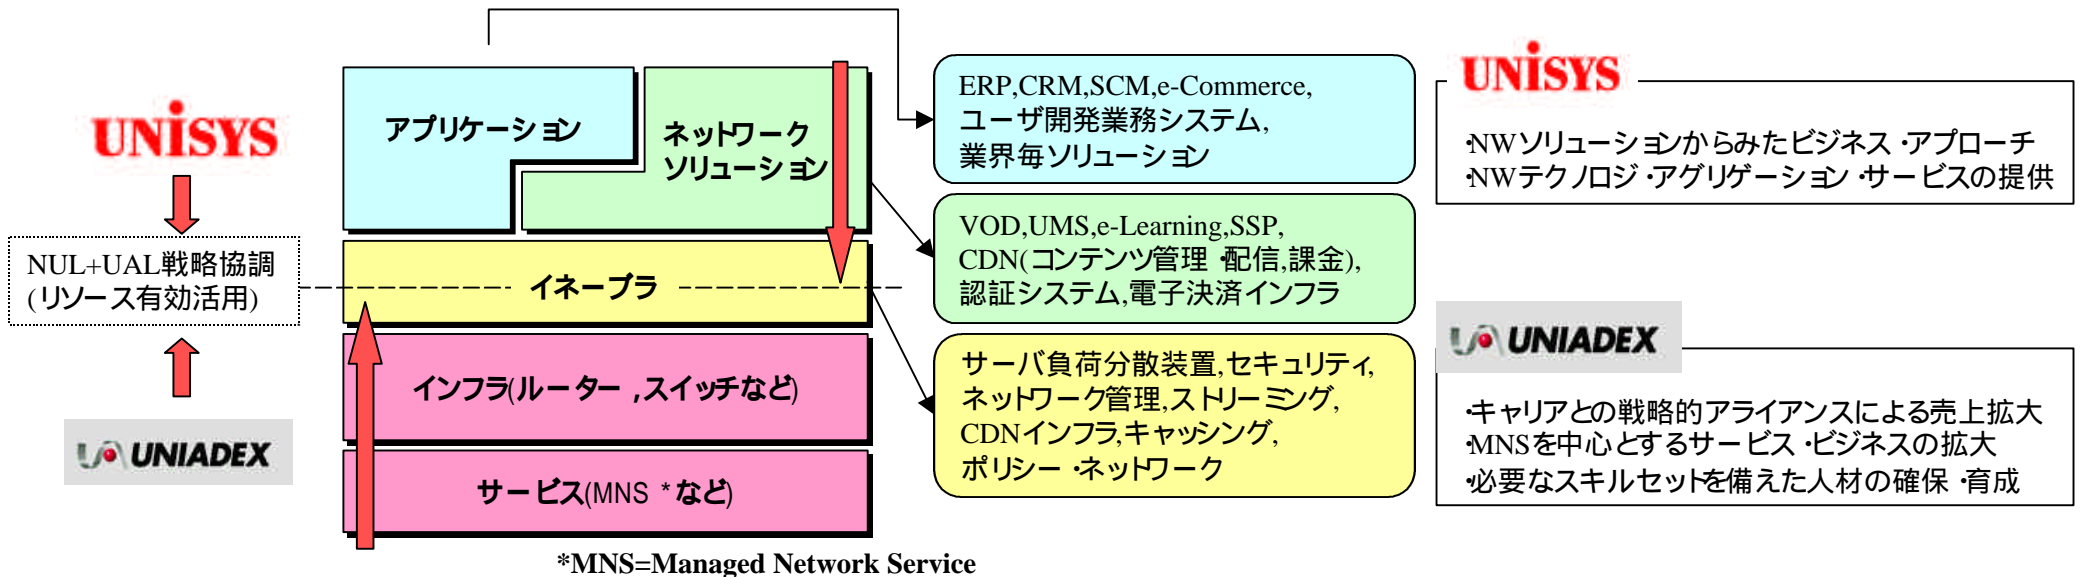 UNISYS
NUL+UAL戦略協調
(リソース有効活用)
UNIADEX
アプリケーション
ネットワーク
ソリューション
イネーブラ
インフラ(ルーター,スイッチなど)
サービス(MNS *など)
*MNS=Managed Network Service
ERP,CRM,SCM,e-Commerce,
ユーザ開発業務システム,
業界毎ソリューション
VOD,UMS,e-Learning,SSP,
CDN(コンテンツ管理・配信,課金),
認証システム,電子決済インフラ
サーバ負荷分散装置,セキュリティ,
ネットワーク管理,ストリーミング,
CDNインフラ,キャッシング,
ポリシー・ネットワーク
UNISYS
・NWソリューションからみたビジネス・アプローチ
・NWテクノロジ・アグリゲーション・サービスの提供
UNIADEX
・キャリアとの戦略的アライアンスによる売上拡大
・MNSを中心とするサービス・ビジネスの拡大
・必要なスキルセットを備えた人材の確保・育成